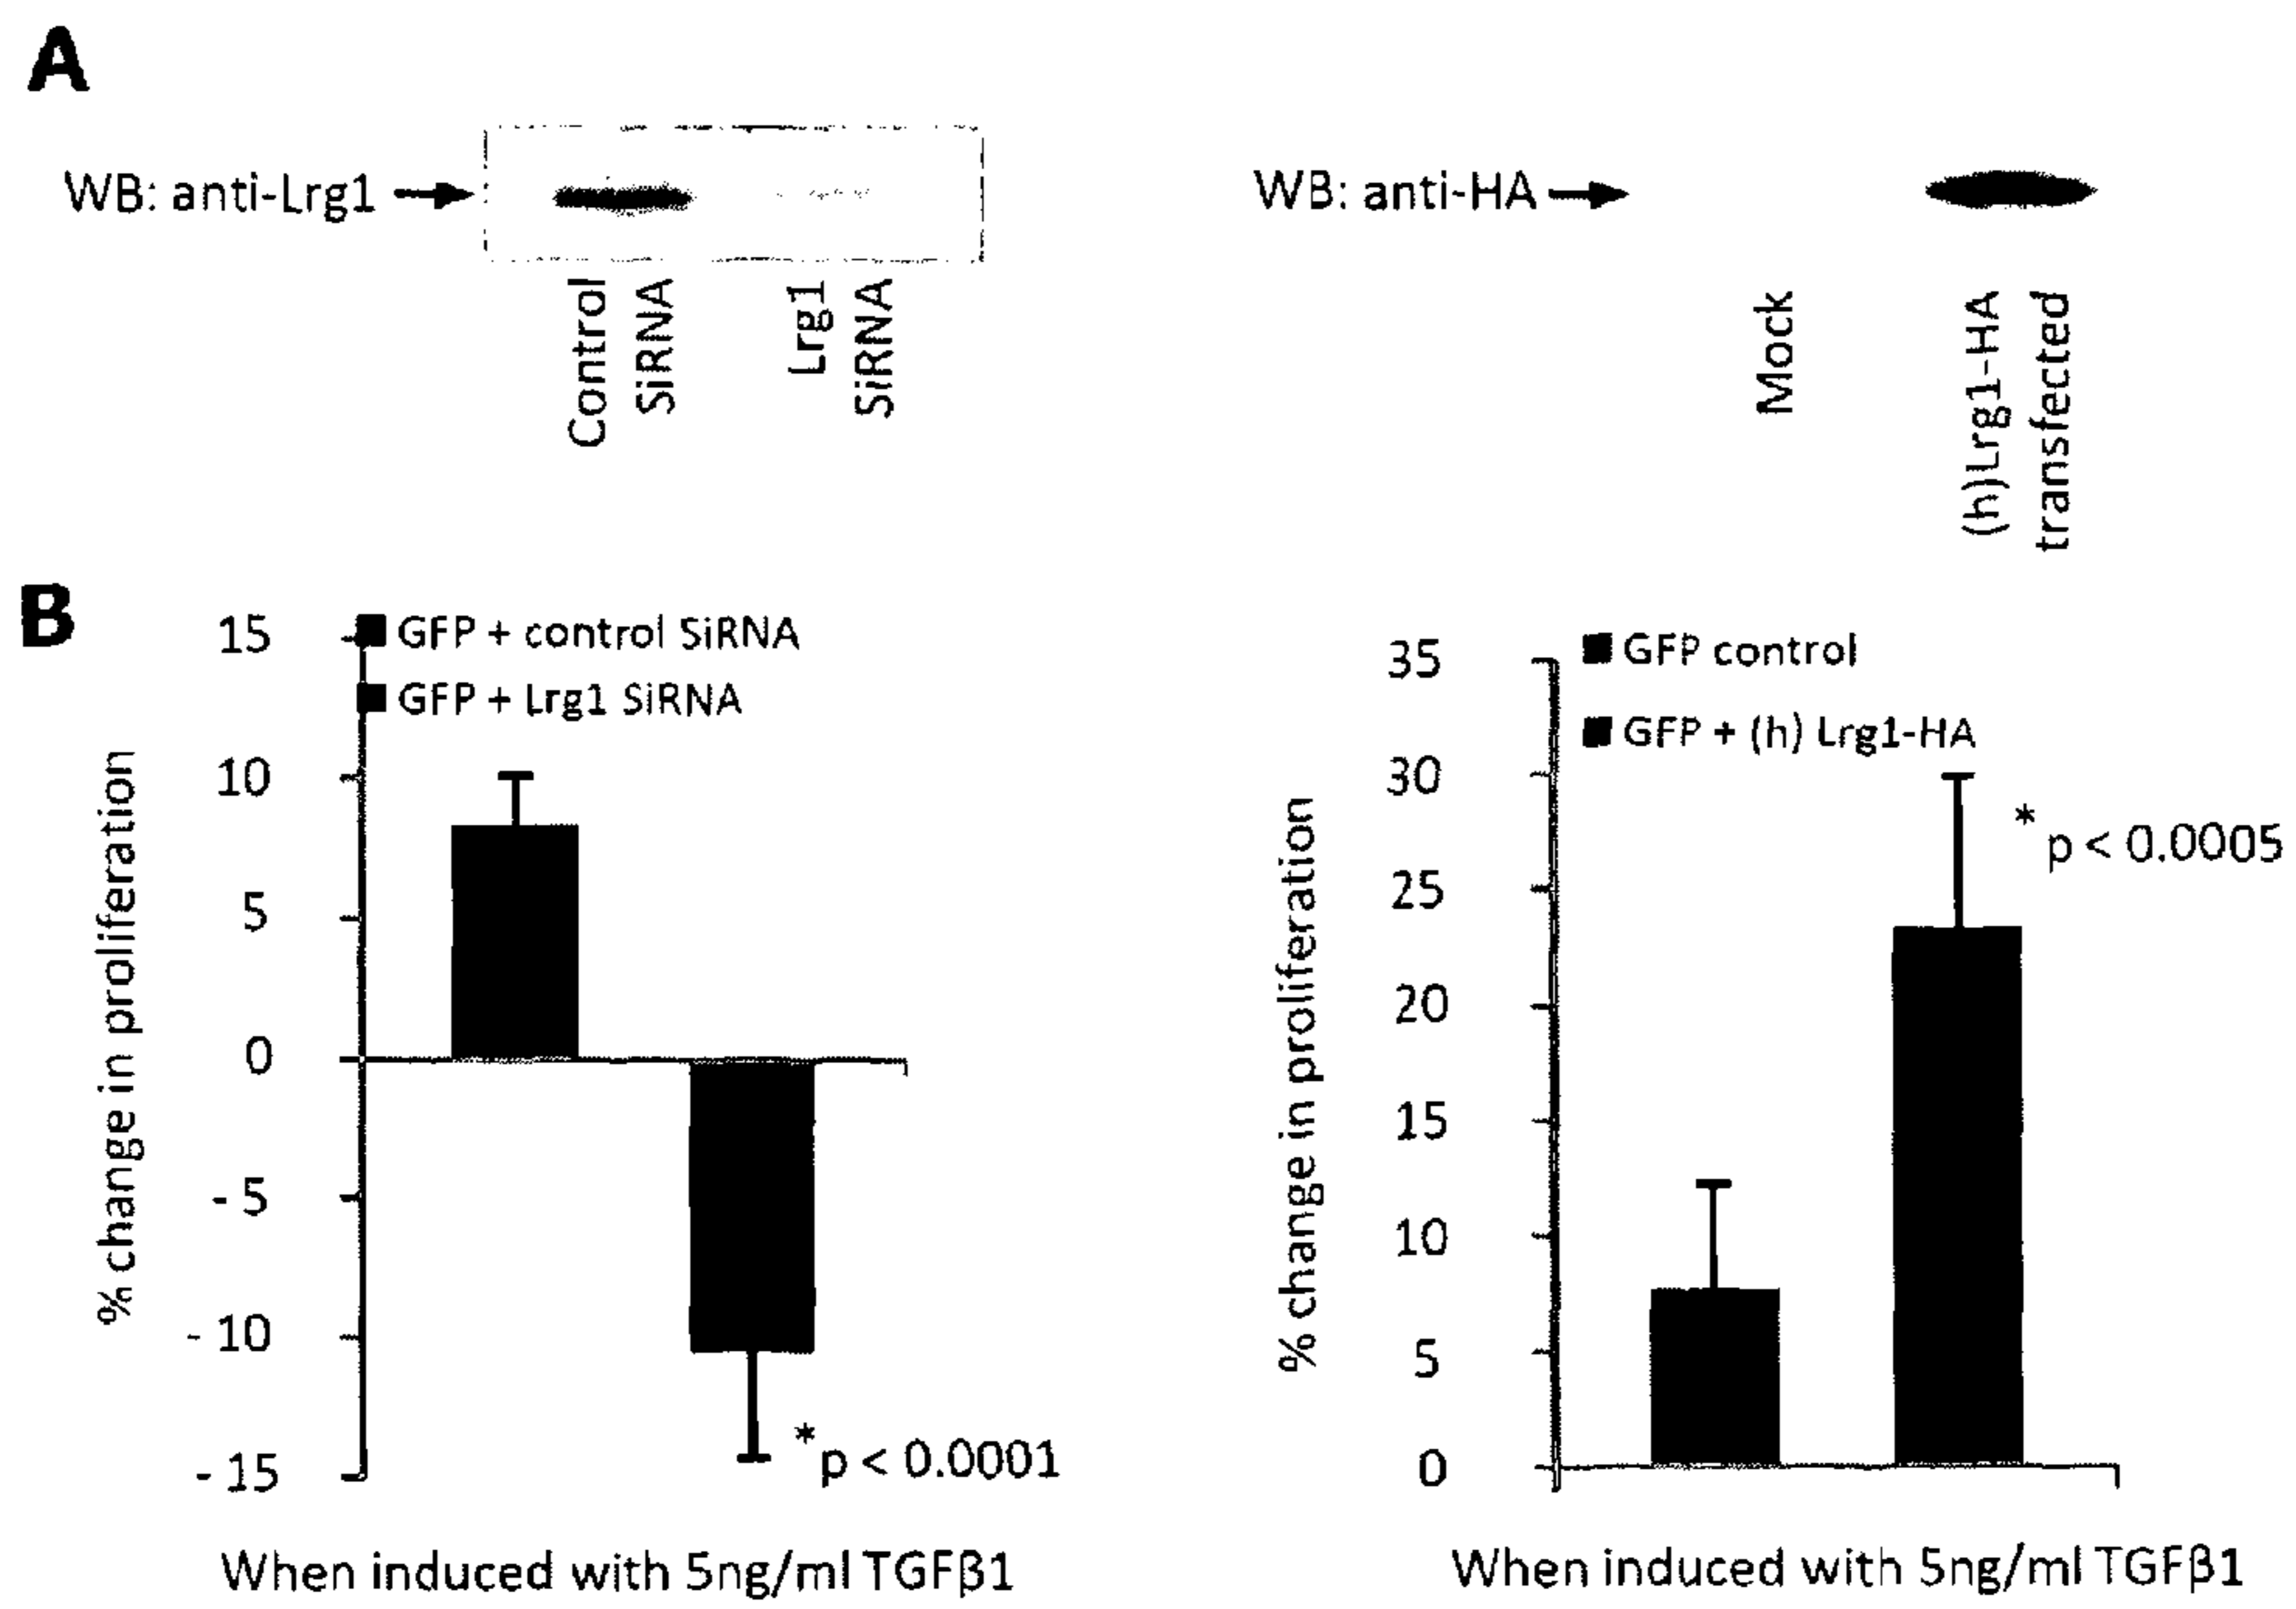 A
WB: anti-Lrg1
Control
SiRNA
Lrg1
SiRNA
WB: anti-HA
Mock
(h)Lrg1-HA
transfected
B
% change in proliferation
15
10
5
0
- 5
- 10
- 15
GFP + control SiRNA
GFP + Lrg1 SiRNA
* p < 0.0001
When induced with 5ng/ml TGFβ1
% change in proliferation
35
30
25
20
15
10
5
0
GFP control
GFP + (h) Lrg1-HA
* p < 0.0005
When induced with 5ng/ml TGFβ1